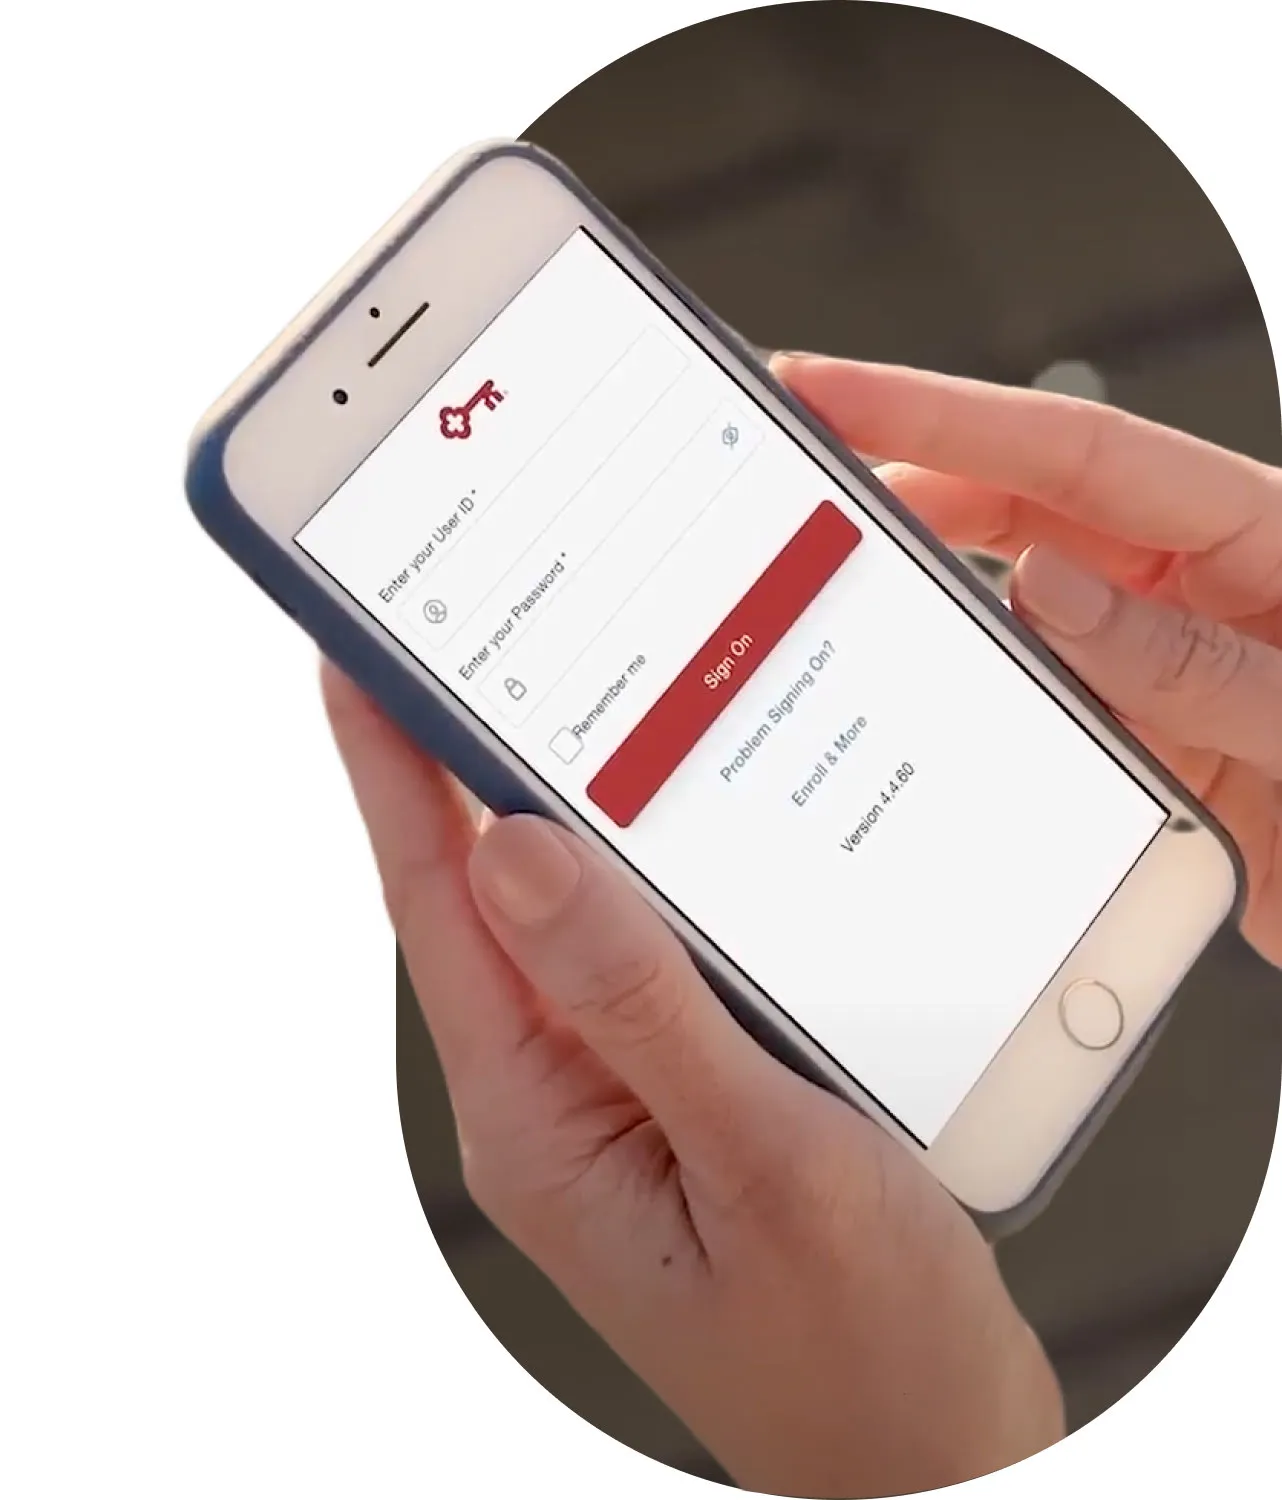 Enter your User ID *
Enter your Password *
Remember me
Sign On
Problem Signing On?
Enroll & More
Version 4.4.60